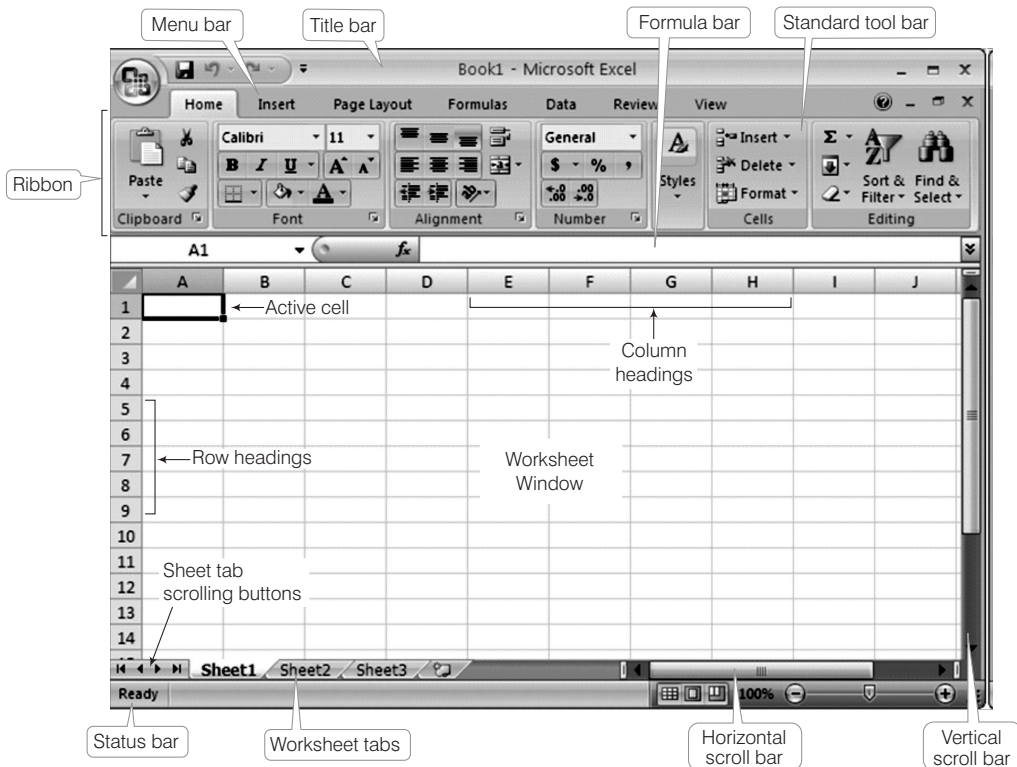 Menu bar
Title bar
Formula bar
Standard tool bar
Book1 - Microsoft Excel
Home Insert Page Layout Formulas Data Review View
Ribbon
Calibri 11 General Insert
B I U A A $ % , Delete
Paste Styles Format Sort & Filter Find & Select
A .00 .0 Σ
Clipboard Font Alignment Number Cells Editing
A1 fx
A B C D E F G H I J
1
Active cell
2
3
Column
headings
4
5
6
7
Row headings
Worksheet
Window
8
9
10
11
Sheet tab
scrolling buttons
12
13
14
Sheet1 Sheet2 Sheet3
Ready 100%
Status bar
Worksheet tabs
Horizontal
scroll bar
Vertical
scroll bar